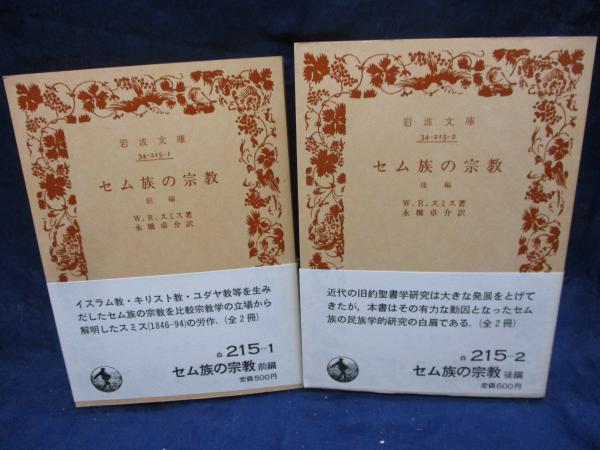 岩波文庫
34-215-1
セム族の宗教
前編
W. R. スミス著
永橋卓介訳
イスラム教・キリスト教・ユダヤ教等を生み
だしたセム族の宗教を比較宗教学の立場から
解明したスミス(1846-94)の労作. (全2冊)
白 215-1
セム族の宗教 前編
定価500円
岩波文庫
34-215-2
セム族の宗教
後編
W. R. スミス著
永橋卓介訳
近代の旧約聖書学研究は大きな発展をとげて
きたが, 本書はその有力な動因となったセム
族の民族学的研究の白眉である. (全2冊)
白 215-2
セム族の宗教 後編
定価600円